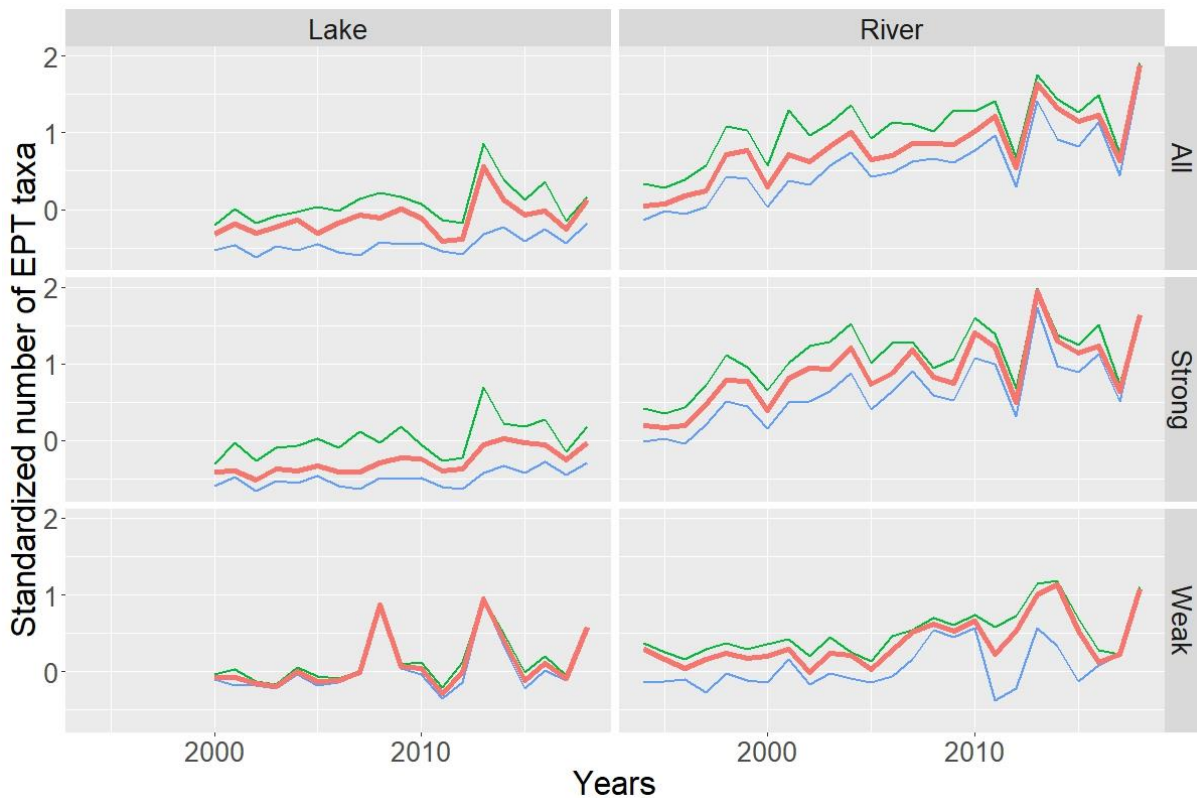 Lake
River
Standardized number of EPT taxa
2
1
0
All
2
1
0
Strong
2
1
0
Weak
2000
2010
2000
2010
Years